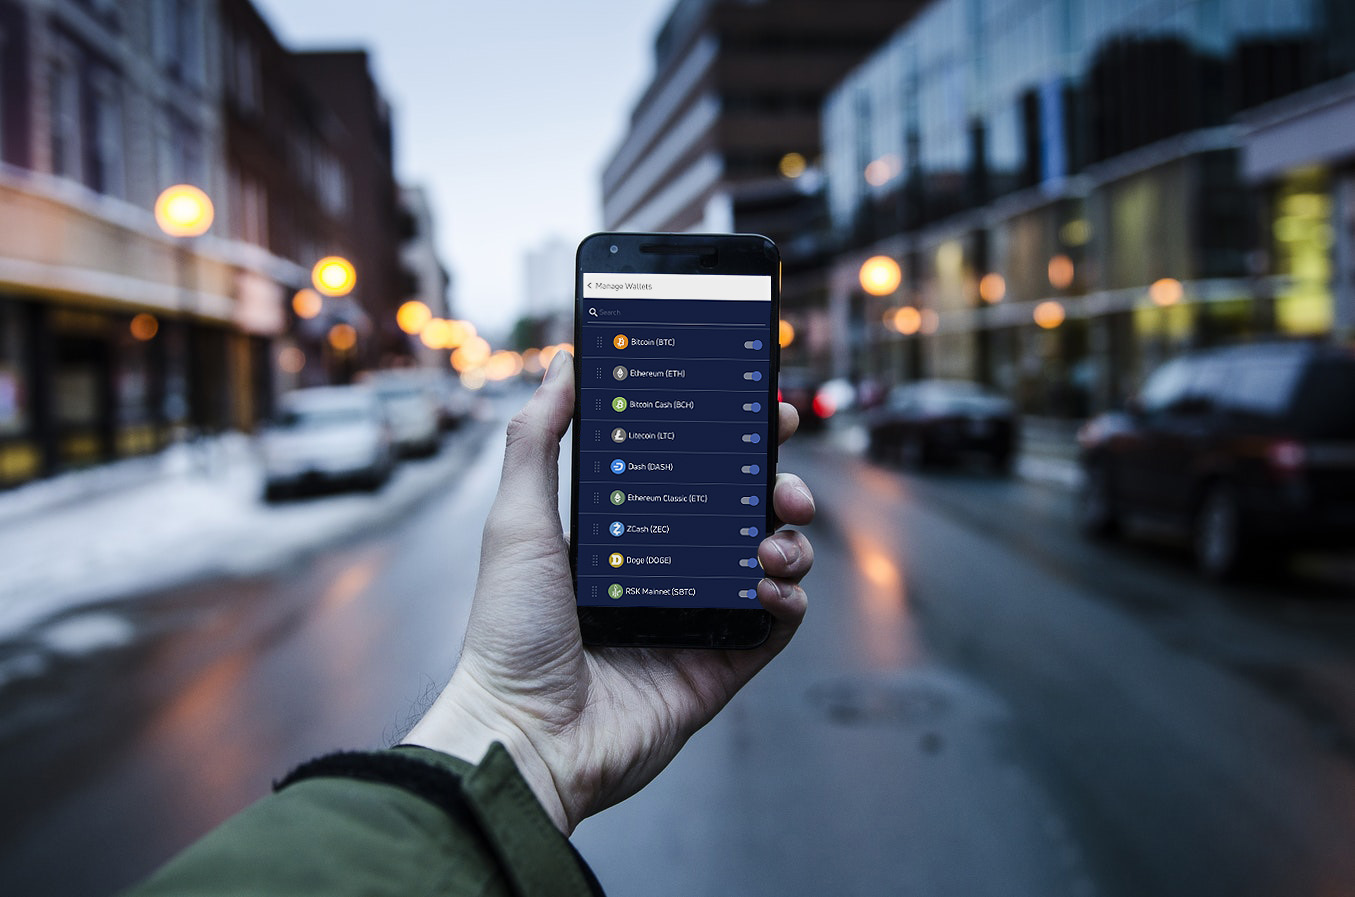 Manage Wallets
Search
Bitcoin (BTC)
Ethereum (ETH)
Bitcoin Cash (BCH)
Litecoin (LTC)
Dash (DASH)
Ethereum Classic (ETC)
ZCash (ZEC)
Doge (DOGE)
RSK Mainnet (SBTC)